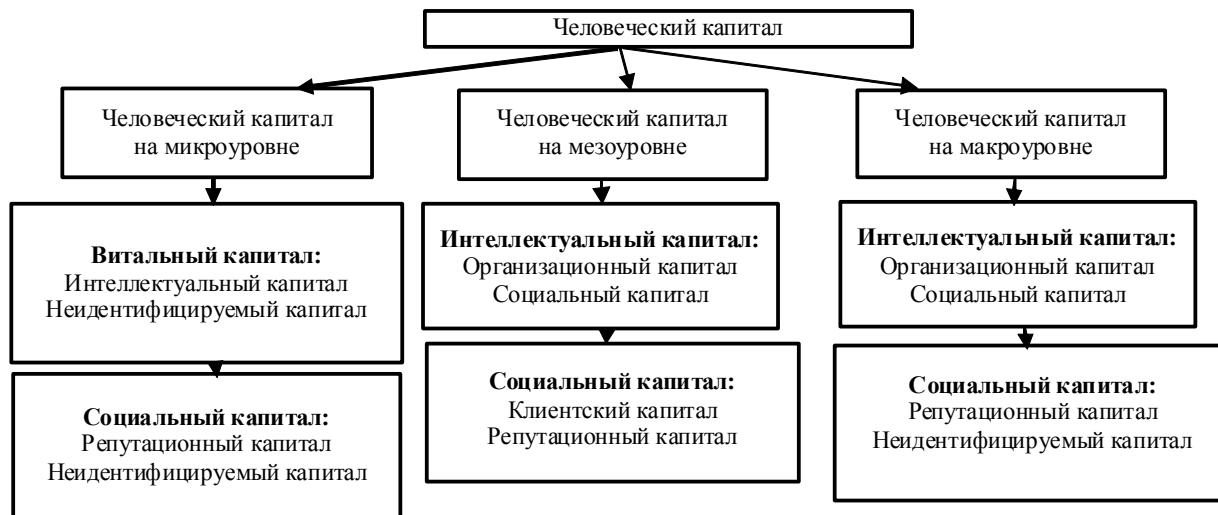 Человеческий капитал
Человеческий капитал
на микроуровне
Человеческий капитал
на мезоуровне
Человеческий капитал
на макроуровне
Витальный капитал:
Интеллектуальный капитал
Неидентифицируемый капитал
Интеллектуальный капитал:
Организационный капитал
Социальный капитал
Интеллектуальный капитал:
Организационный капитал
Социальный капитал
Социальный капитал:
Репутационный капитал
Неидентифицируемый капитал
Социальный капитал:
Клиентский капитал
Репутационный капитал
Социальный капитал:
Репутационный капитал
Неидентифицируемый капитал